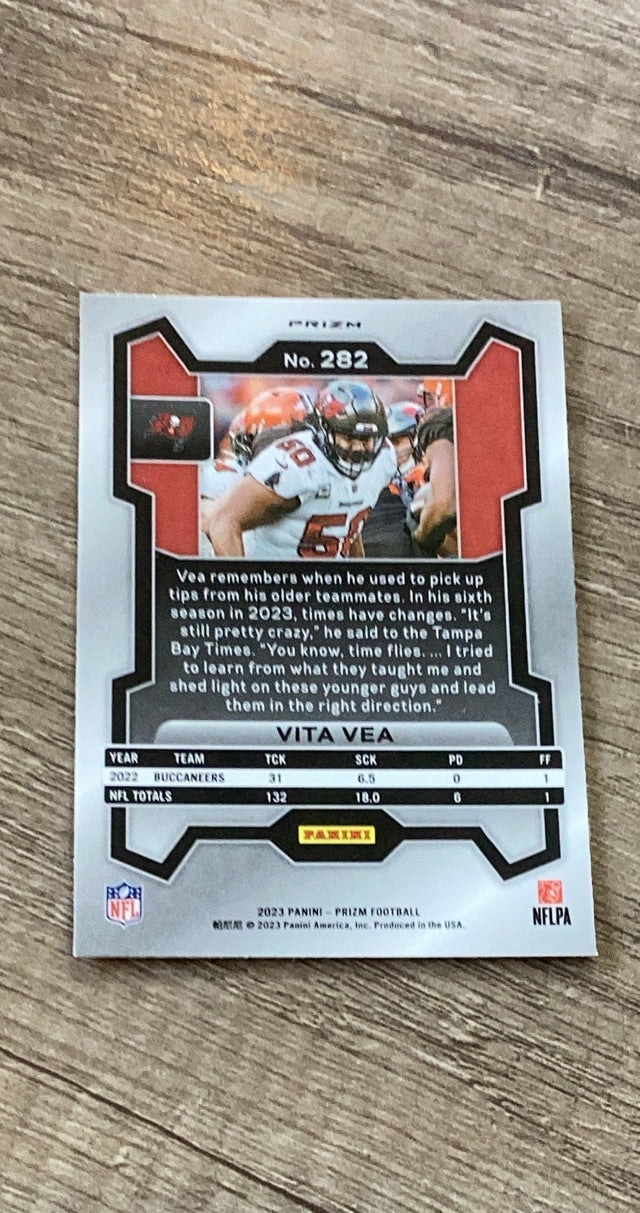 PRIZM
No. 282
50
50
Vea remembers when he used to pick up
tips from his older teammates. In his sixth
season in 2023, times have changes. "It's
still pretty crazy," he said to the Tampa
Bay Times. "You know, time flies. ... I tried
to learn from what they taught me and
shed light on these younger guys and lead
them in the right direction."
VITA VEA
YEAR TEAM TCK SCK PD FF
2022 BUCCANEERS 31 6.5 0 1
NFL TOTALS 132 18.0 6 1
PANINI
NFL
NFLPA
2023 PANINI – PRIZM FOOTBALL
帕尼尼 © 2023 Panini America, Inc. Produced in the USA.